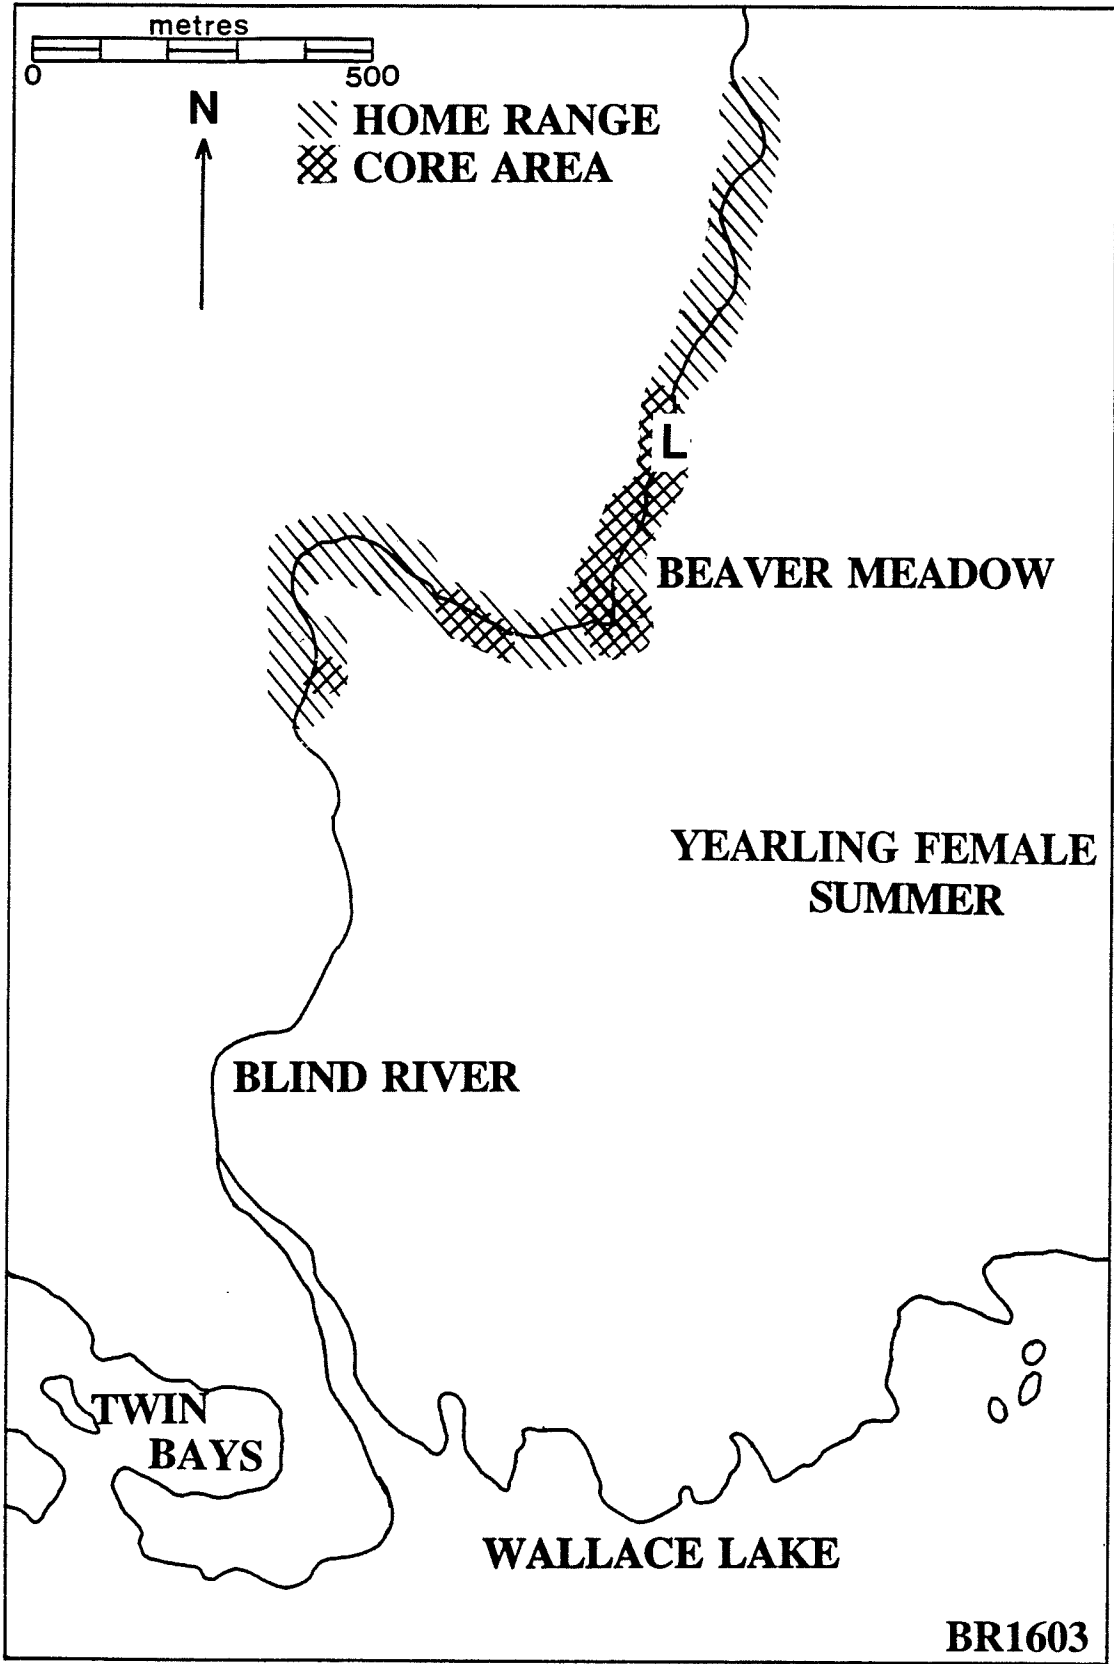 metres
0 500
N
HOME RANGE
CORE AREA
L
BEAVER MEADOW
YEARLING FEMALE
SUMMER
BLIND RIVER
TWIN
BAYS
WALLACE LAKE
BR1603